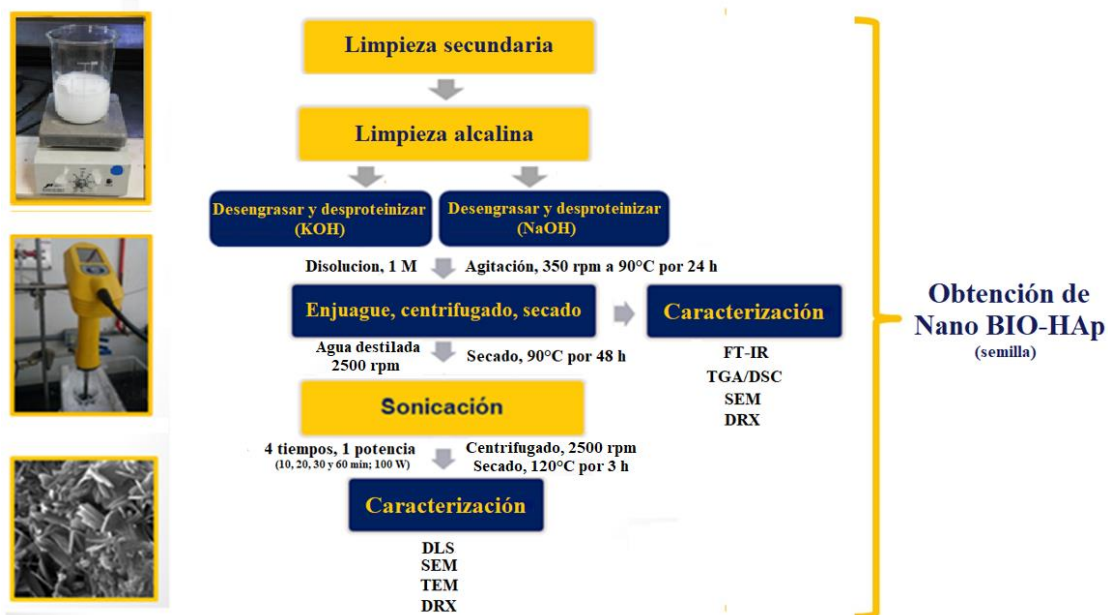 Limpieza secundaria
Limpieza alcalina
Desengrasar y desproteinizar
(KOH)
Desengrasar y desproteinizar
(NaOH)
Disolucion, 1 M
Agitación, 350 rpm a 90°C por 24 h
Enjuague, centrifugado, secado
Caracterización
Agua destilada
2500 rpm
Secado, 90°C por 48 h
FT-IR
TGA/DSC
SEM
DRX
Sonicación
4 tiempos, 1 potencia
(10, 20, 30 y 60 min; 100 W)
Centrifugado, 2500 rpm
Secado, 120°C por 3 h
Caracterización
DLS
SEM
TEM
DRX
Obtención de
Nano BIO-HAp
(semilla)